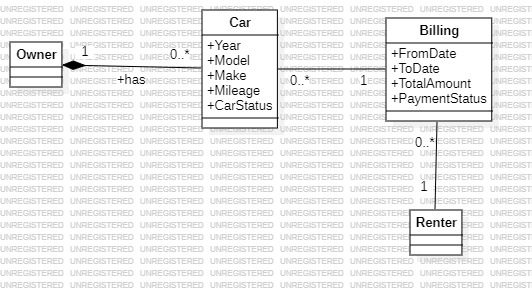 Owner
1
+has
0..*
Car
+Year
+Model
+Make
+Mileage
+CarStatus
0..*
1
Billing
+FromDate
+ToDate
+TotalAmount
+PaymentStatus
0..*
1
Renter
UNREGISTERED